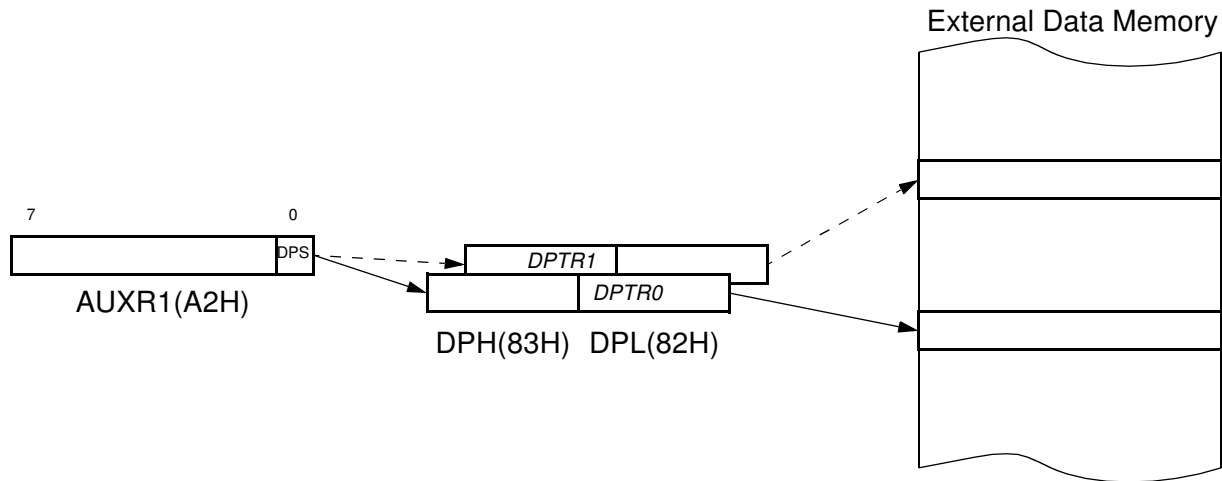 External Data Memory
7 0
DPS
DPTR1
DPTR0
AUXR1(A2H)
DPH(83H) DPL(82H)